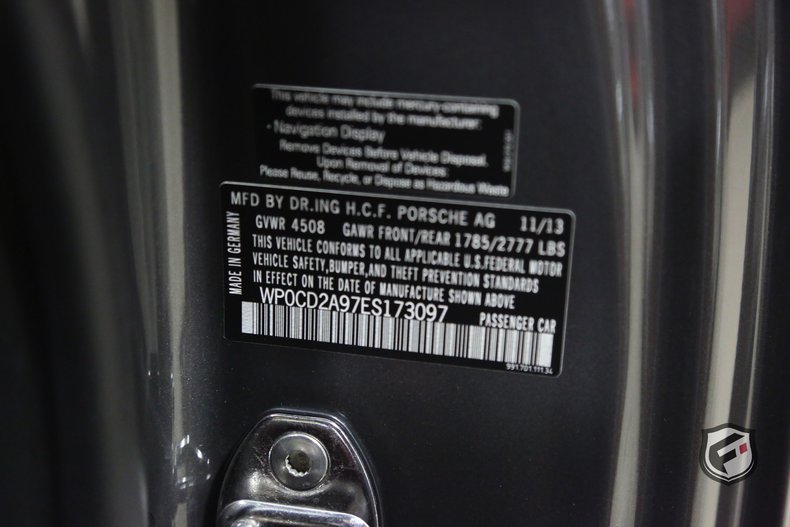 This vehicle may include mercury-containing
devices installed by the manufacturer:
- Navigation Display
Remove Devices Before Vehicle Disposal.
Upon Removal of Devices:
Please Reuse, Recycle, or Dispose as Hazardous Waste
MFD BY DR.ING H.C.F. PORSCHE AG 11/13
GVWR 4508 GAWR FRONT/REAR 1785/2777 LBS
THIS VEHICLE CONFORMS TO ALL APPLICABLE U.S.FEDERAL MOTOR
VEHICLE SAFETY,BUMPER,AND THEFT PREVENTION STANDARDS
IN EFFECT ON THE DATE OF MANUFACTURE SHOWN ABOVE
MADE IN GERMANY
WP0CD2A97ES173097 PASSENGER CAR
991.701.111.34